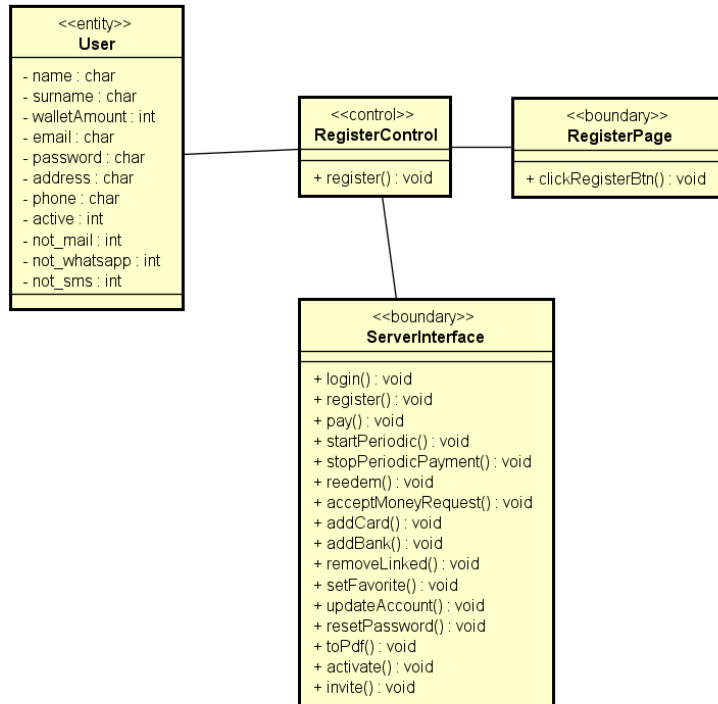 <<entity>>
User
- name : char
- surname : char
- walletAmount : int
- email : char
- password : char
- address : char
- phone : char
- active : int
- not_mail : int
- not_whatsapp : int
- not_sms : int
<<control>>
RegisterControl
+ register() : void
<<boundary>>
RegisterPage
+ clickRegisterBtn() : void
<<boundary>>
ServerInterface
+ login() : void
+ register() : void
+ pay() : void
+ startPeriodic() : void
+ stopPeriodicPayment() : void
+ reedem() : void
+ acceptMoneyRequest() : void
+ addCard() : void
+ addBank() : void
+ removeLinked() : void
+ setFavorite() : void
+ updateAccount() : void
+ resetPassword() : void
+ toPdf() : void
+ activate() : void
+ invite() : void